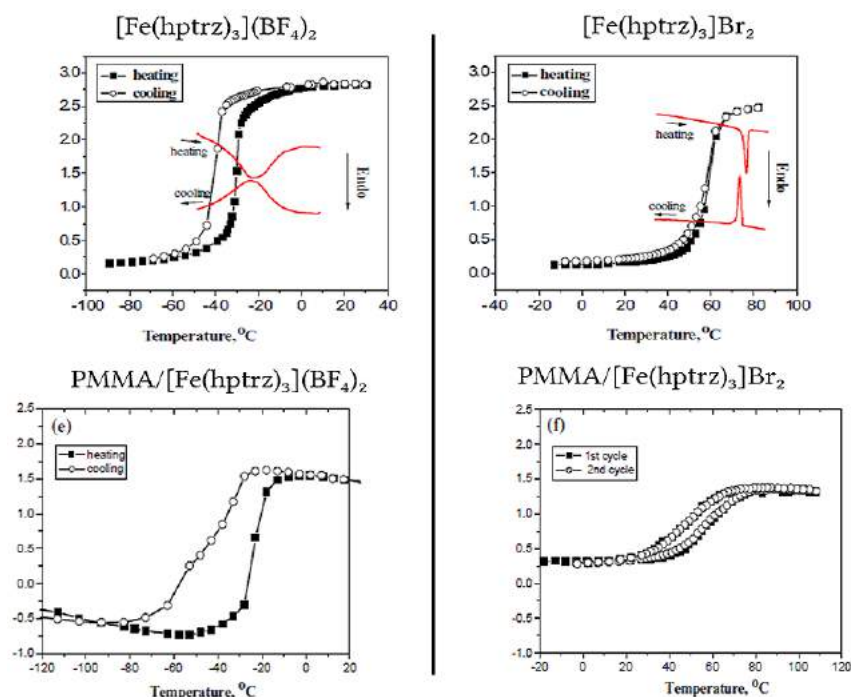 [Fe(hptrz)₃](BF₄)₂
heating
cooling
3.0
2.5
2.0
1.5
1.0
0.5
0.0
heating
cooling
Endo
-100 -80 -60 -40 -20 0 20 40
Temperature, °C
[Fe(hptrz)₃]Br₂
heating
cooling
3.0
2.5
2.0
1.5
1.0
0.5
0.0
heating
cooling
Endo
-40 -20 0 20 40 60 80 100
Temperature, °C
PMMA/[Fe(hptrz)₃](BF₄)₂
(e)
heating
cooling
2.5
2.0
1.5
1.0
0.5
0.0
-0.5
-1.0
-120 -100 -80 -60 -40 -20 0 20
Temperature, °C
PMMA/[Fe(hptrz)₃]Br₂
(f)
1st cycle
2nd cycle
2.5
2.0
1.5
1.0
0.5
0.0
-0.5
-1.0
-20 0 20 40 60 80 100 120
Temperature, °C